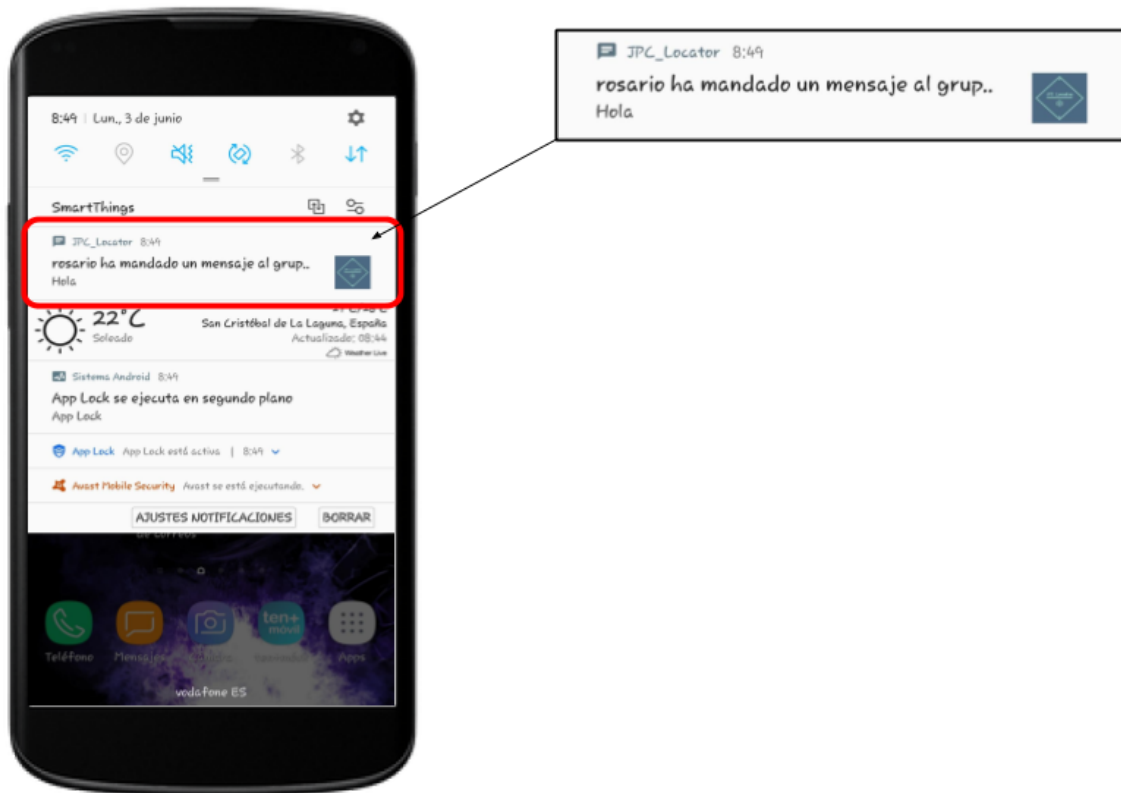 8:49 | Lun., 3 de junio
SmartThings
JPC_Locator 8:49
rosario ha mandado un mensaje al grup..
Hola
22°C
Soleado
San Cristóbal de La Laguna, España
Actualizado: 08:44
Weather Live
Sistema Android 8:49
App Lock se ejecuta en segundo plano
App Lock
App Lock App Lock está activa | 8:49
Avast Mobile Security Avast se está ejecutando.
AJUSTES NOTIFICACIONES BORRAR
de correos
ten+
móvil
Teléfono Mensajes Apps
vodafone ES
JPC_Locator 8:49
rosario ha mandado un mensaje al grup..
Hola